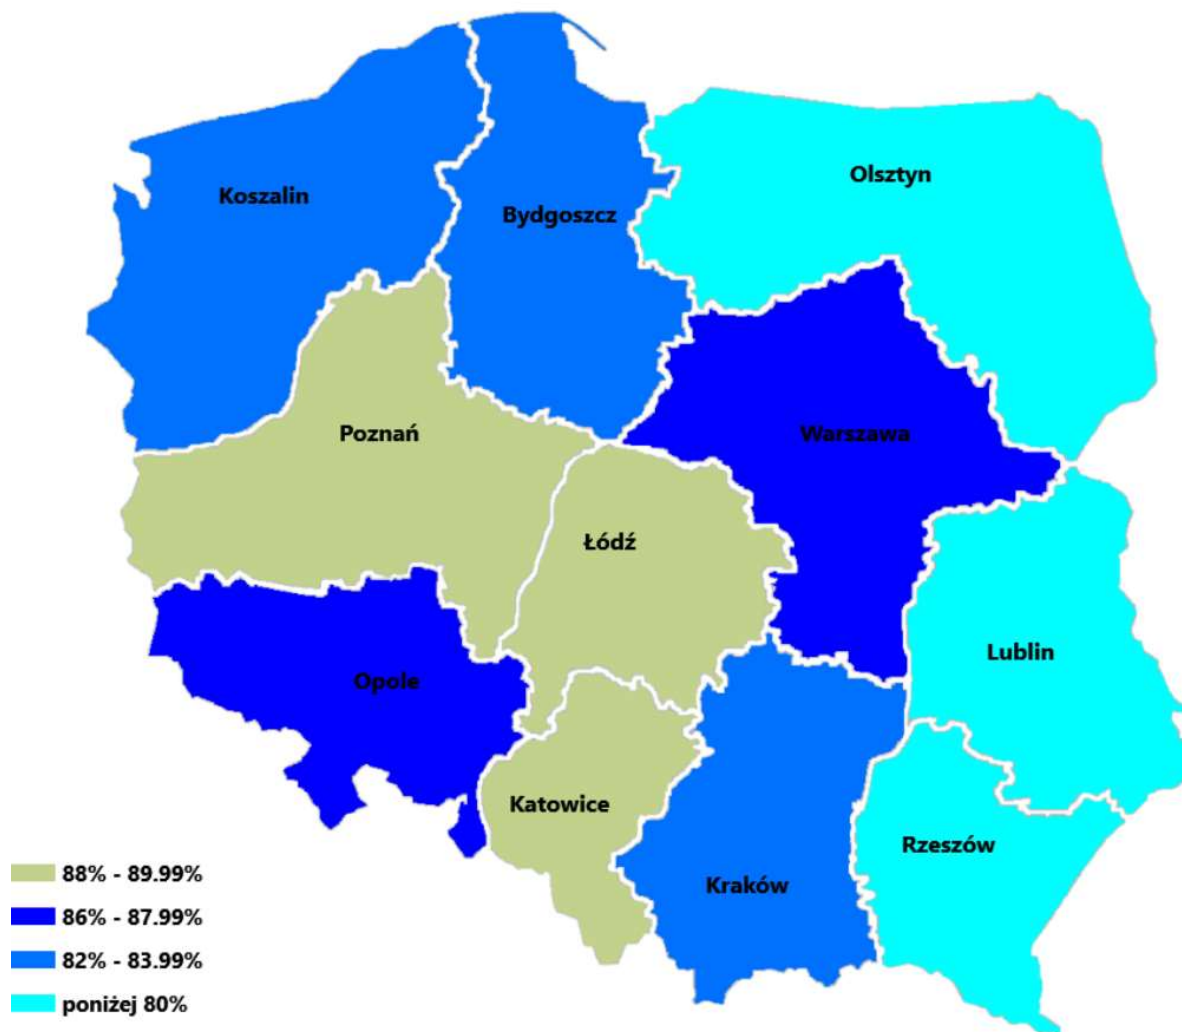 Olsztyn
Koszalin
Bydgoszcz
Poznań
Warszawa
Łódź
Lublin
Opole
Katowice
Rzeszów
Kraków
88% - 89.99%
86% - 87.99%
82% - 83.99%
poniżej 80%